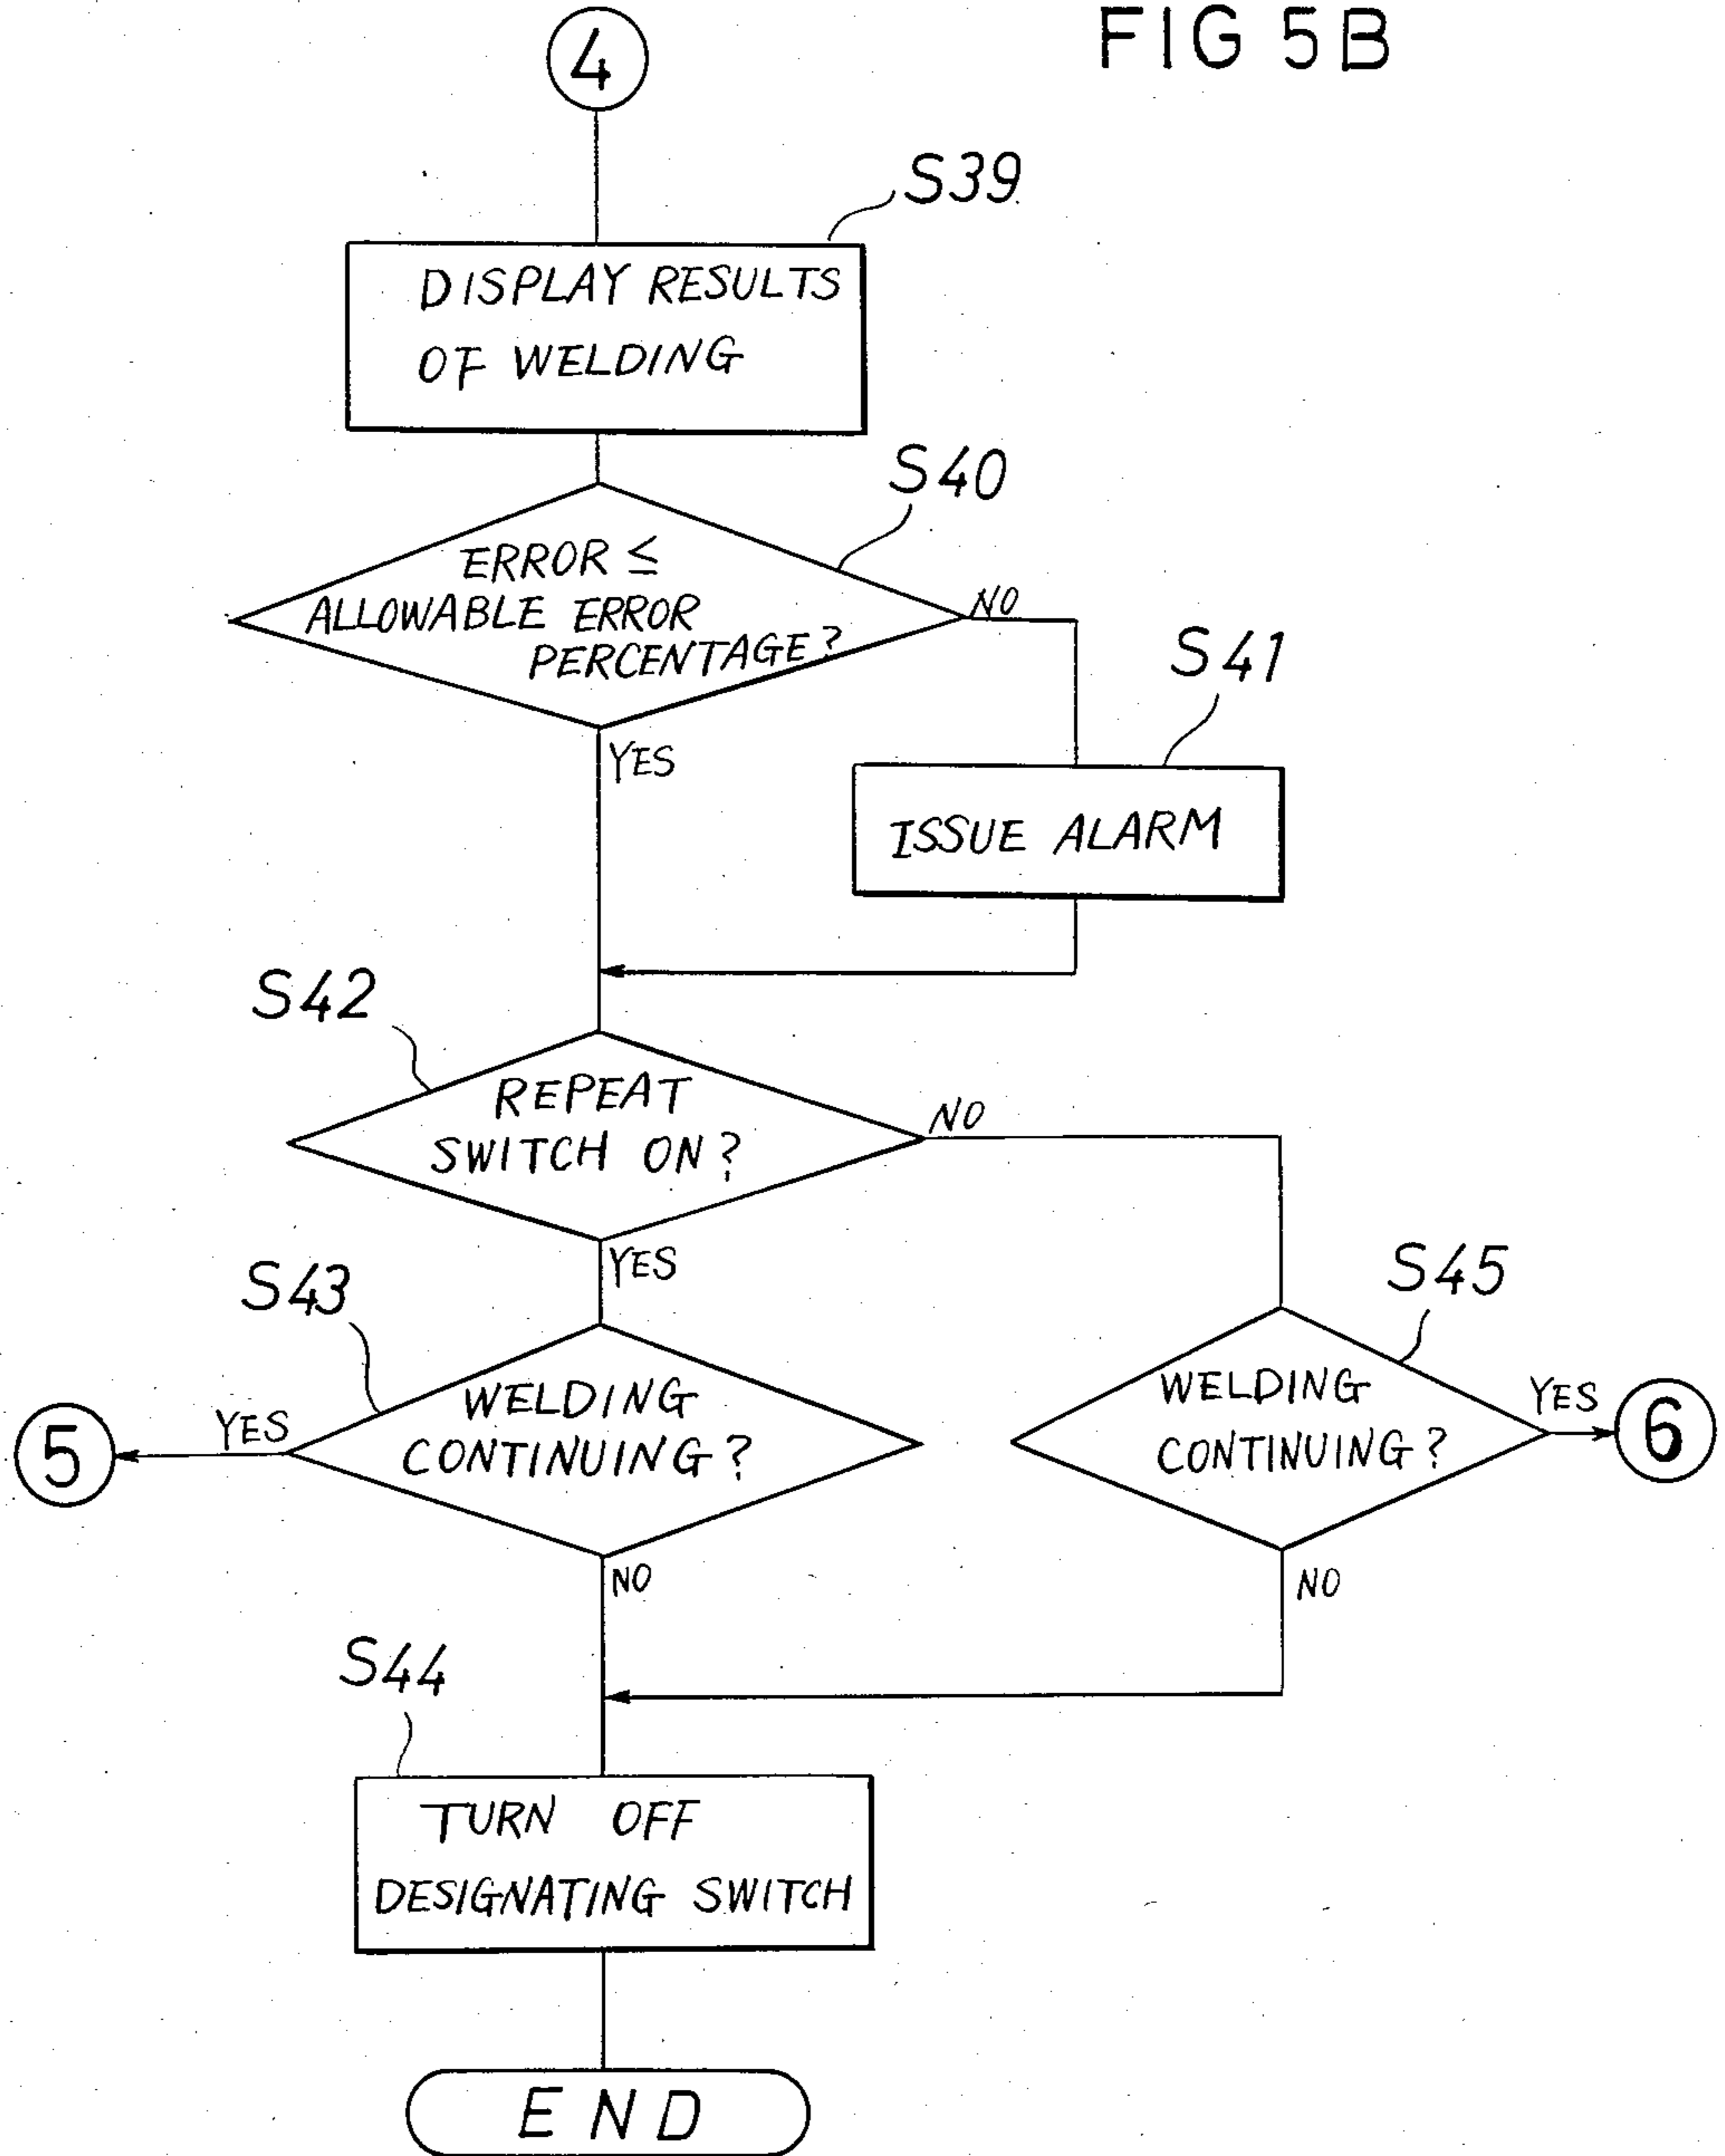 FIG 5B
4
S39
DISPLAY RESULTS
OF WELDING
S40
ERROR ≦
ALLOWABLE ERROR
PERCENTAGE?
NO
YES
S41
ISSUE ALARM
S42
REPEAT
SWITCH ON?
NO
YES
S43
WELDING
CONTINUING?
YES
5
NO
S45
WELDING
CONTINUING?
YES
6
NO
S44
TURN OFF
DESIGNATING SWITCH
END